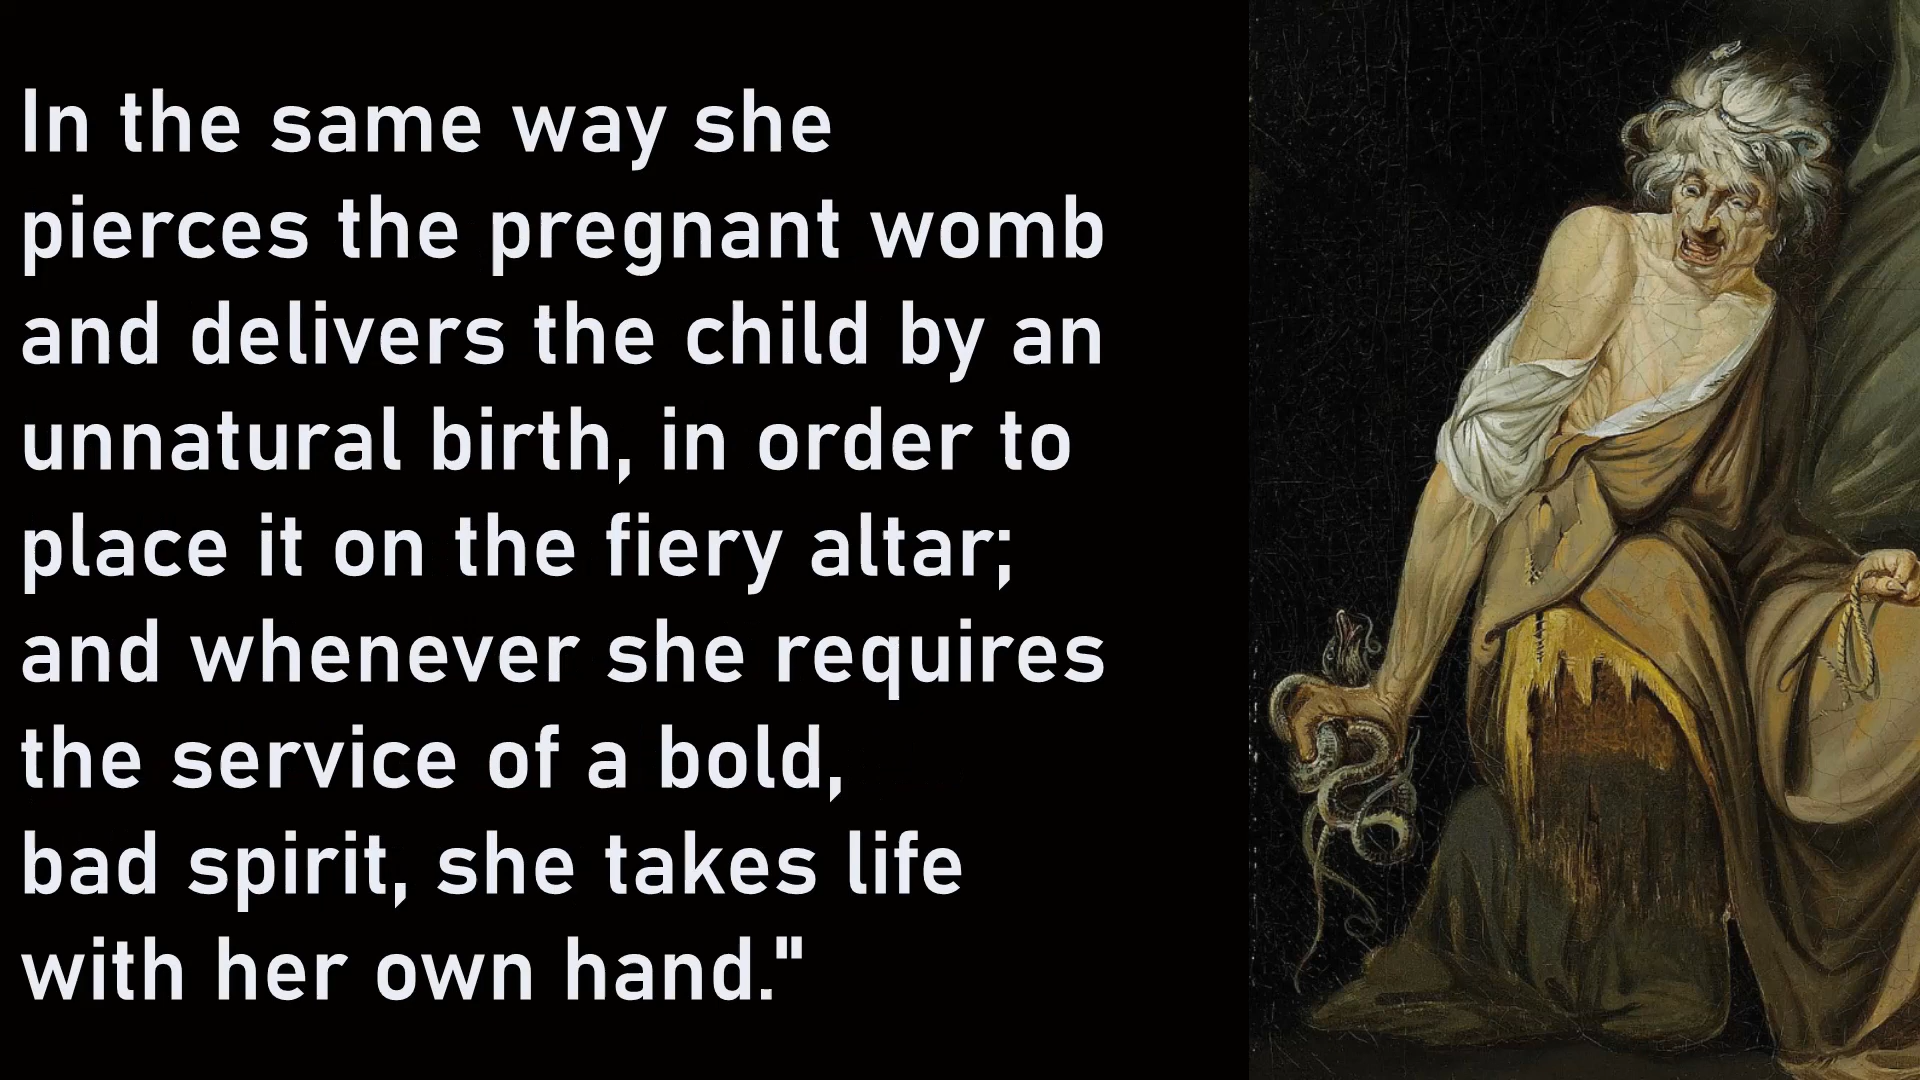 In the same way she
pierces the pregnant womb
and delivers the child by an
unnatural birth, in order to
place it on the fiery altar;
and whenever she requires
the service of a bold,
bad spirit, she takes life
with her own hand."